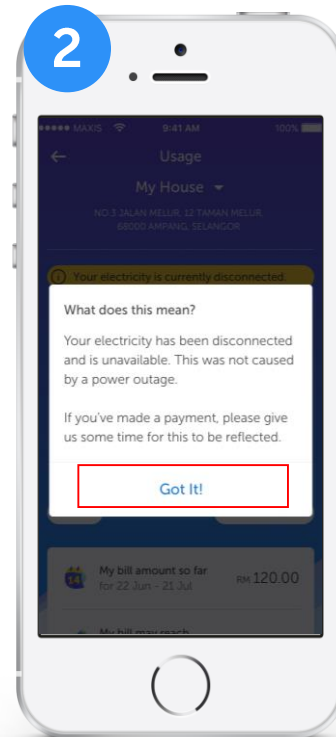 2
MAXIS 9:41 AM 100%
Usage
My House
NO.3 JALAN MELUR, 12 TAMAN MELUR
68000 AMPANG, SELANGOR
Your electricity is currently disconnected.
What does this mean?
Your electricity has been disconnected
and is unavailable. This was not caused
by a power outage.
If you've made a payment, please give
us some time for this to be reflected.
Got It!
14
My bill amount so far
RM 120.00
for 22 Jun - 21 Jul
My bill may reach